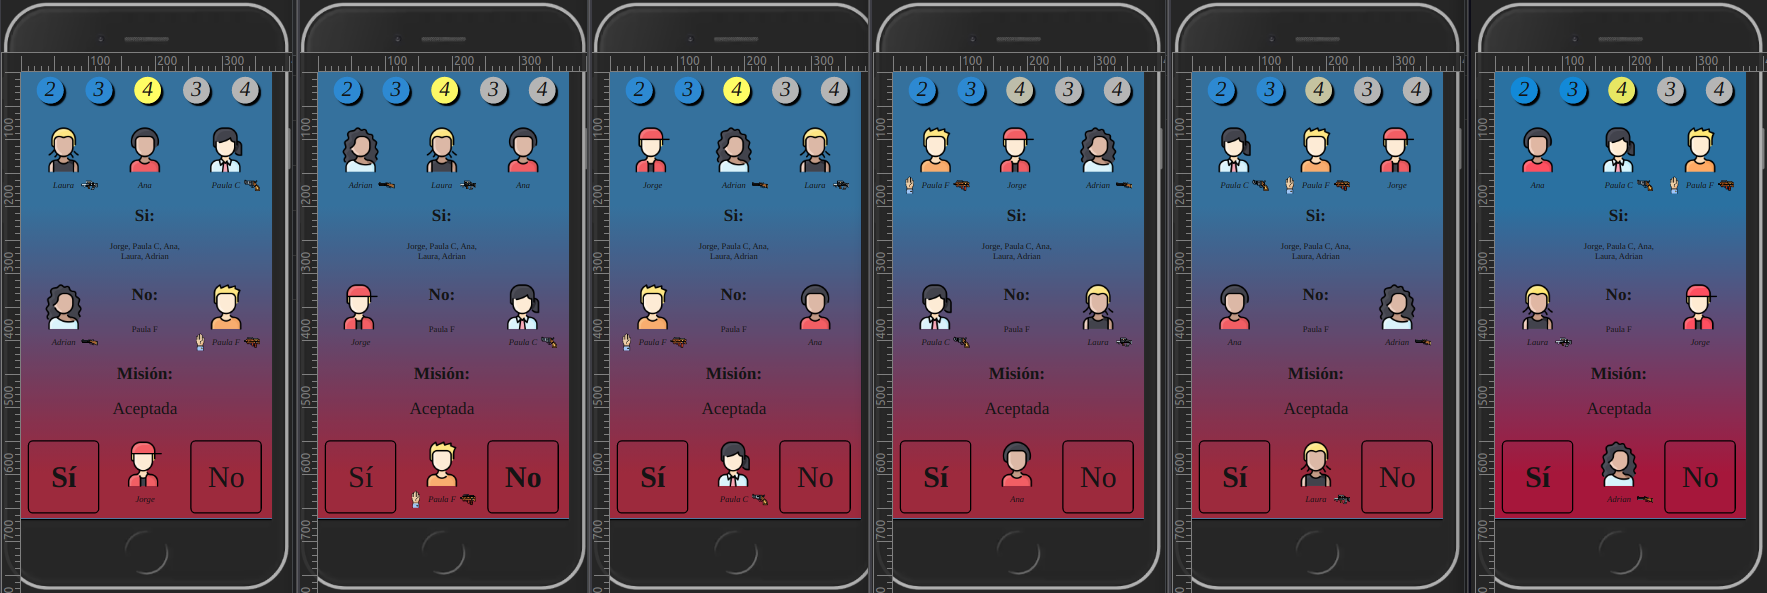 100 200 300
2 3 4 3 4
Laura Ana Paula C
Si:
Jorge, Paula C, Ana,
Laura, Adrian
No:
Paula F
Adrian Paula F
Misión:
Aceptada
Sí No
Jorge
100 200 300 400 500 600 700
100 200 300
2 3 4 3 4
Adrian Laura Ana
Si:
Jorge, Paula C, Ana,
Laura, Adrian
No:
Paula F
Jorge Paula C
Misión:
Aceptada
Sí No
Paula F
100 200 300 400 500 600 700
100 200 300
2 3 4 3 4
Jorge Adrian Laura
Si:
Jorge, Paula C, Ana,
Laura, Adrian
No:
Paula F
Paula F Ana
Misión:
Aceptada
Sí No
Paula C
100 200 300 400 500 600 700
100 200 300
2 3 4 3 4
Paula F Jorge Adrian
Si:
Jorge, Paula C, Ana,
Laura, Adrian
No:
Paula F
Paula C Laura
Misión:
Aceptada
Sí No
Ana
100 200 300 400 500 600 700
100 200 300
2 3 4 3 4
Paula C Paula F Jorge
Si:
Jorge, Paula C, Ana,
Laura, Adrian
No:
Paula F
Ana Adrian
Misión:
Aceptada
Sí No
Laura
100 200 300 400 500 600 700
100 200 300
2 3 4 3 4
Ana Paula C Paula F
Si:
Jorge, Paula C, Ana,
Laura, Adrian
No:
Paula F
Laura Jorge
Misión:
Aceptada
Sí No
Adrian
100 200 300 400 500 600 700